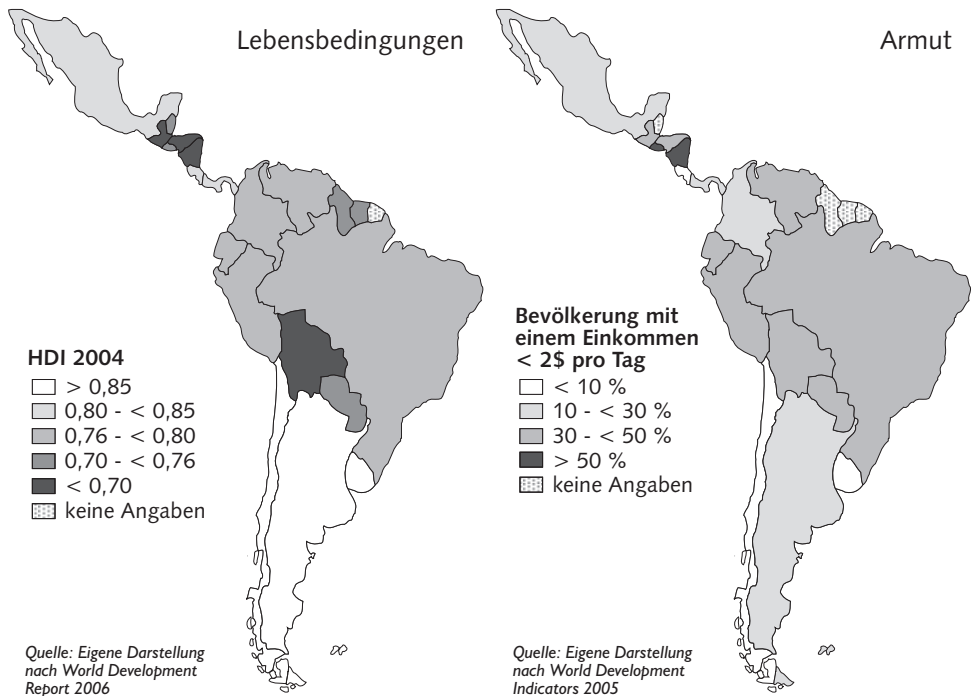 Lebensbedingungen
HDI 2004
> 0,85
0,80 - < 0,85
0,76 - < 0,80
0,70 - < 0,76
< 0,70
keine Angaben
Quelle: Eigene Darstellung
nach World Development
Report 2006
Armut
Bevölkerung mit
einem Einkommen
< 2$ pro Tag
< 10 %
10 - < 30 %
30 - < 50 %
> 50 %
keine Angaben
Quelle: Eigene Darstellung
nach World Development
Indicators 2005